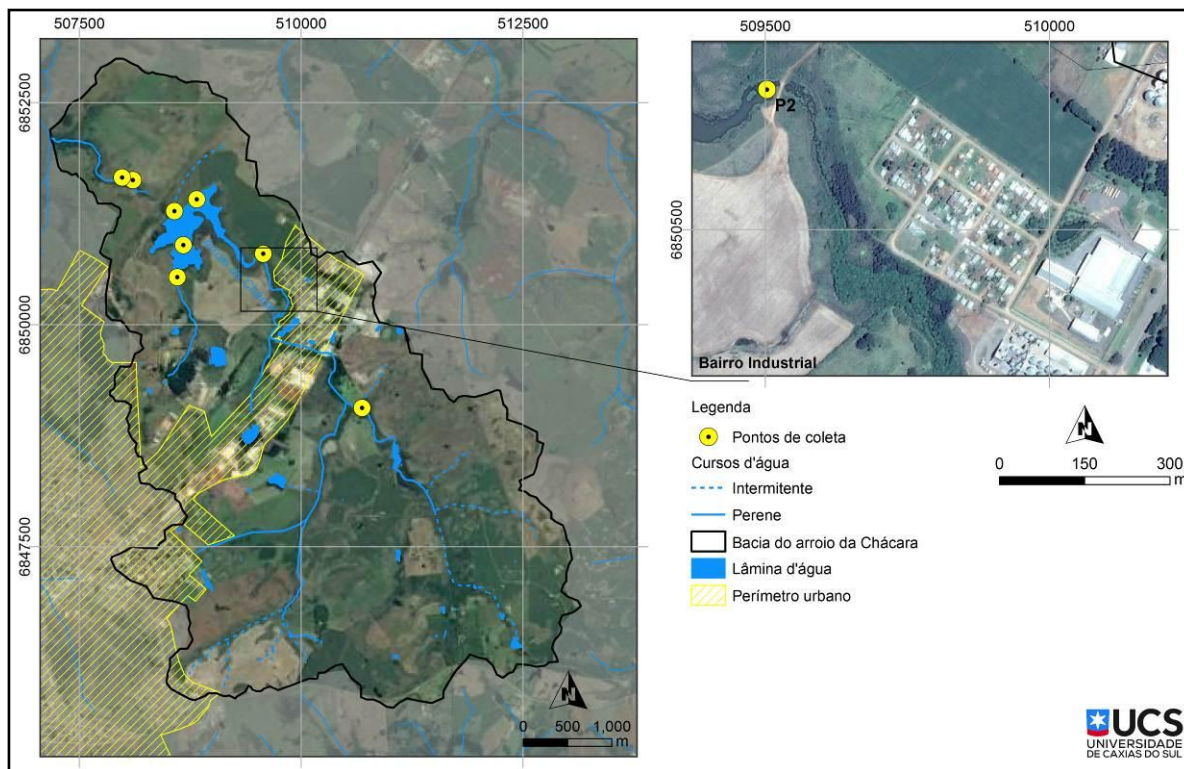 507500
510000
512500
6852500
6850000
6847500
0 500 1,000
m
509500
510000
6850500
P2
Bairro Industrial
Legenda
Pontos de coleta
Cursos d'água
Intermitente
Perene
Bacia do arroio da Chácara
Lâmina d'água
Perímetro urbano
N
N
0 150 300
m
UCS
UNIVERSIDADE
DE CAXIAS DO SUL